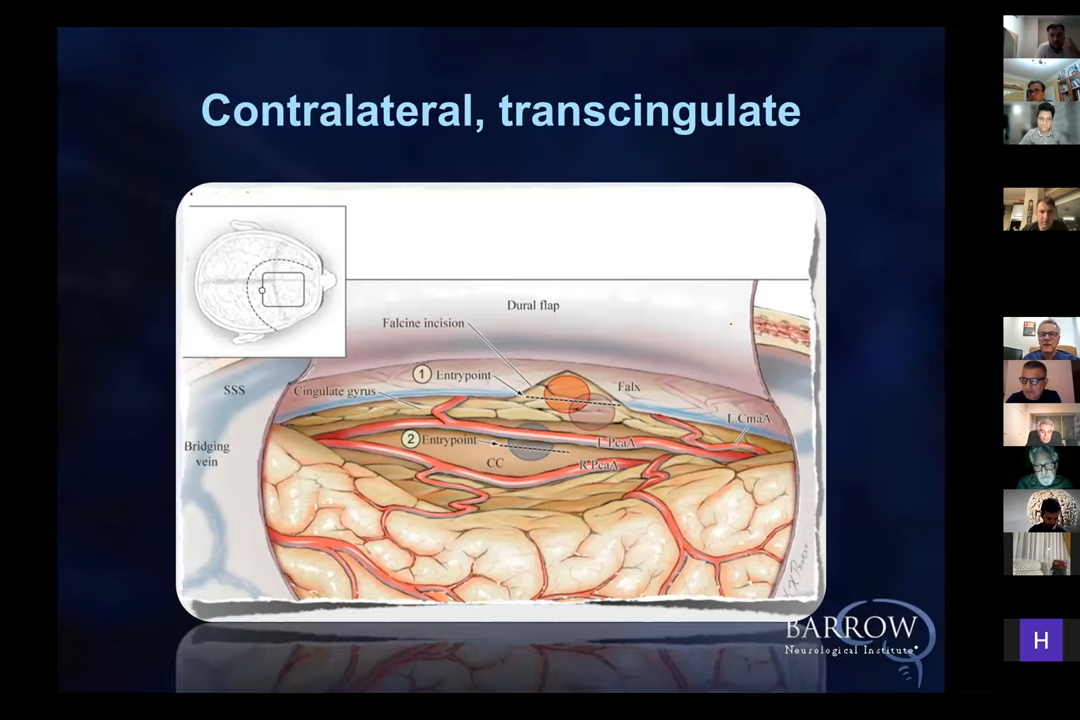 Contralateral, transcingulate
Dural flap
Falcine incision
1 Entrypoint
Falx
SSS
Cingulate gyrus
L CmaA
Bridging
vein
2 Entrypoint
L PcaA
CC
R PcaA
BARROW
Neurological Institute®
H